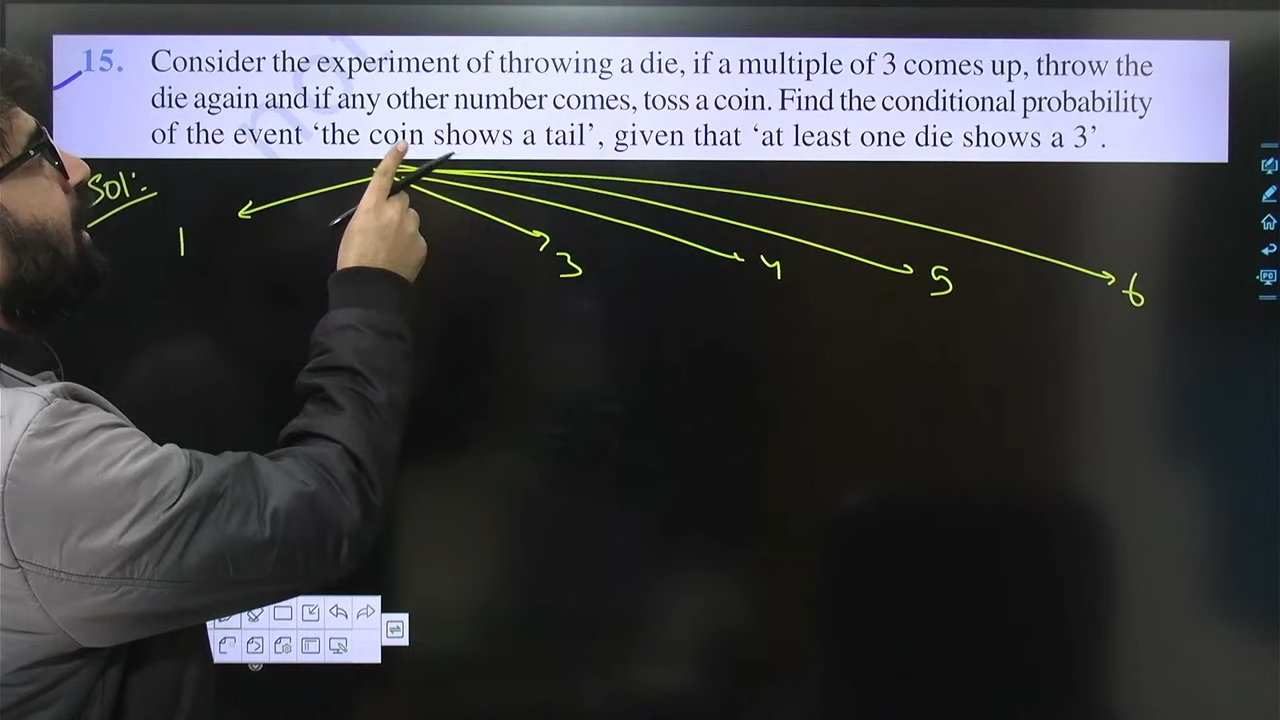 15. Consider the experiment of throwing a die, if a multiple of 3 comes up, throw the
die again and if any other number comes, toss a coin. Find the conditional probability
of the event ‘the coin shows a tail’, given that ‘at least one die shows a 3’.
Sol:
1 3 4 5 6